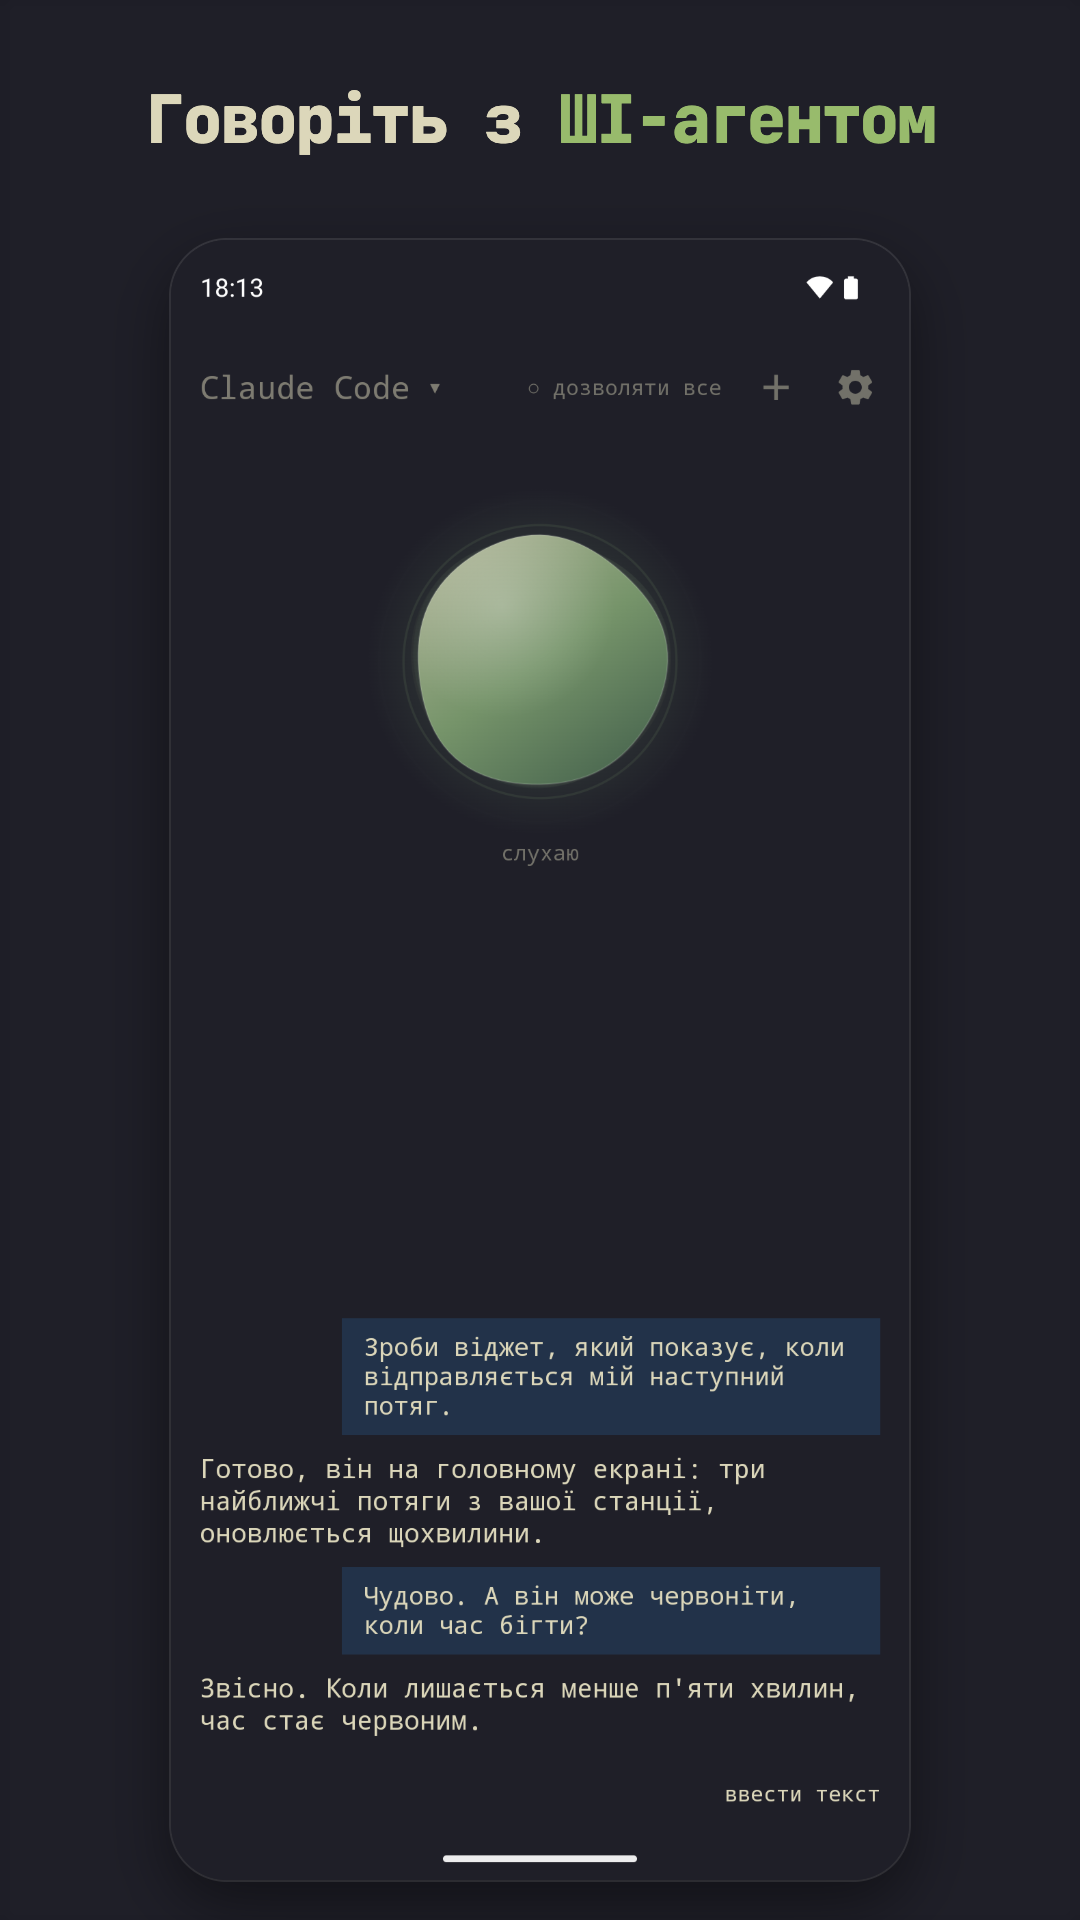 Говоріть з ШІ-агентом
18:13
Claude Code ▾ ○ дозволяти все +
слухаю
Зроби віджет, який показує, коли
відправляється мій наступний
потяг.
Готово, він на головному екрані: три
найближчі потяги з вашої станції,
оновлюється щохвилини.
Чудово. А він може червоніти,
коли час бігти?
Звісно. Коли лишається менше п'яти хвилин,
час стає червоним.
ввести текст